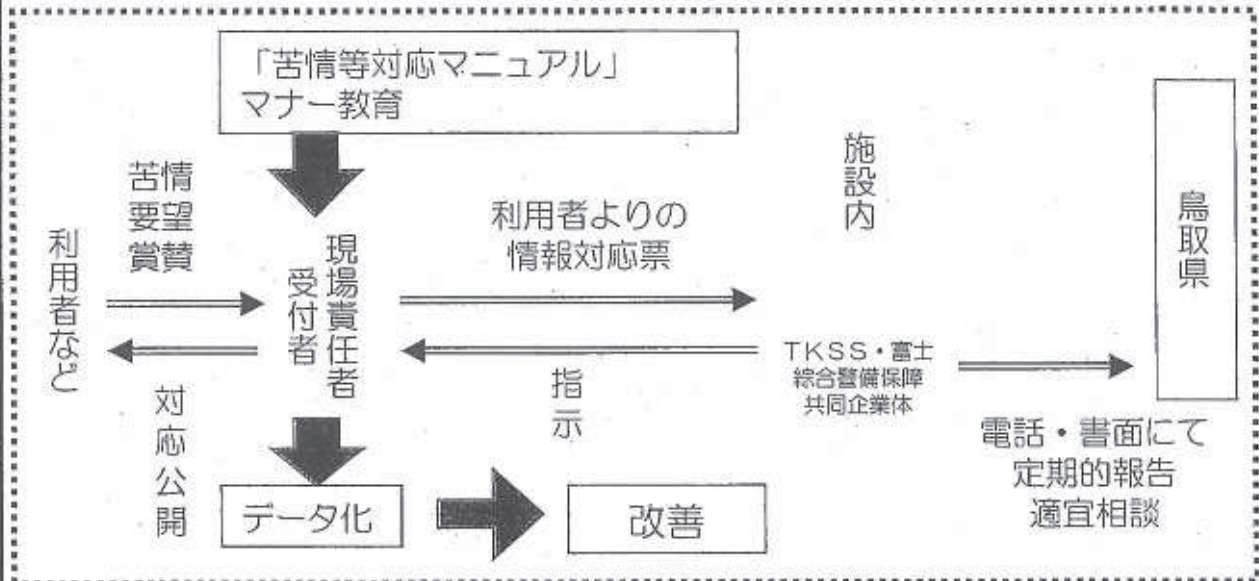 「苦情等対応マニュアル」
マナー教育
苦情
要望
賞賛
利用者など
現場責任者
受付者
利用者よりの
情報対応票
施設内
鳥取県
対応公開
指示
TKSS・富士
綜合警備保障
共同企業体
電話・書面にて
定期的報告
適宜相談
データ化
改善